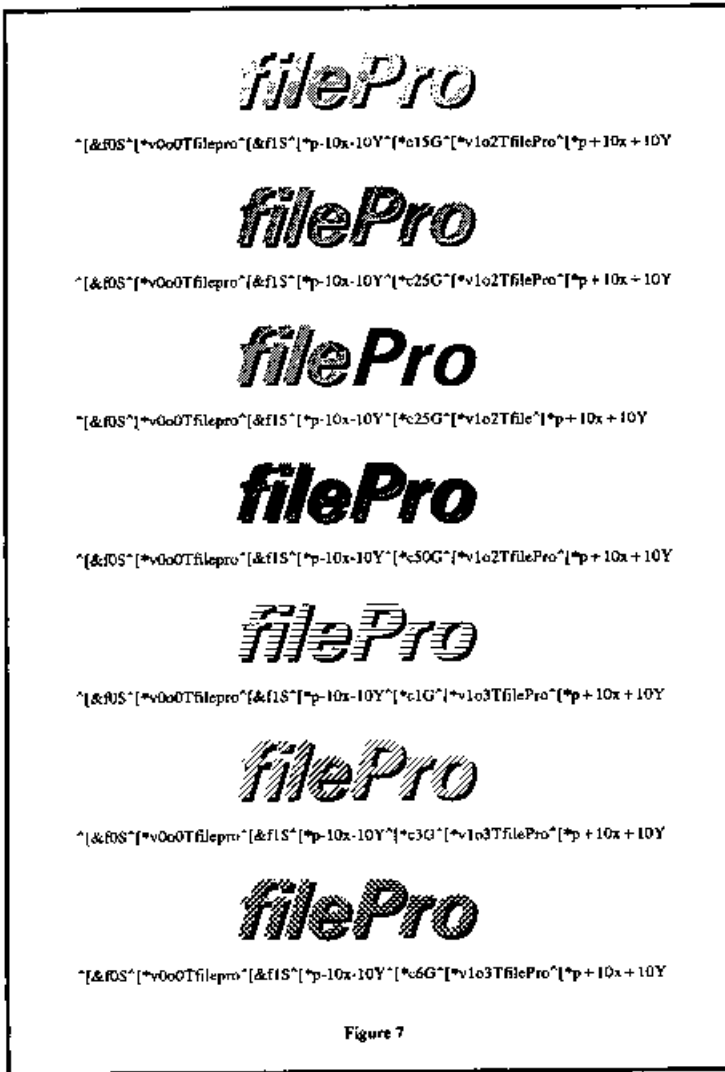 filePro
^[&f0S^[*v0o0Tfilepro^[&f1S^[*p-10x-10Y^[*c15G^[*v1o2TfilePro^[*p+10x+10Y
filePro
^[&f0S^[*v0o0Tfilepro^[&f1S^[*p-10x-10Y^[*c25G^[*v1o2TfilePro^[*p+10x+10Y
filePro
^[&f0S^[*v0o0Tfilepro^[&f1S^[*p-10x-10Y^[*c25G^[*v1o2Tfile^[*p+10x+10Y
filePro
^[&f0S^[*v0o0Tfilepro^[&f1S^[*p-10x-10Y^[*c50G^[*v1o2TfilePro^[*p+10x+10Y
filePro
^[&f0S^[*v0o0Tfilepro^[&f1S^[*p-10x-10Y^[*c1G^[*v1o3TfilePro^[*p+10x+10Y
filePro
^[&f0S^[*v0o0Tfilepro^[&f1S^[*p-10x-10Y^[*c3G^[*v1o3TfilePro^[*p+10x+10Y
filePro
^[&f0S^[*v0o0Tfilepro^[&f1S^[*p-10x-10Y^[*c6G^[*v1o3TfilePro^[*p+10x+10Y
Figure 7